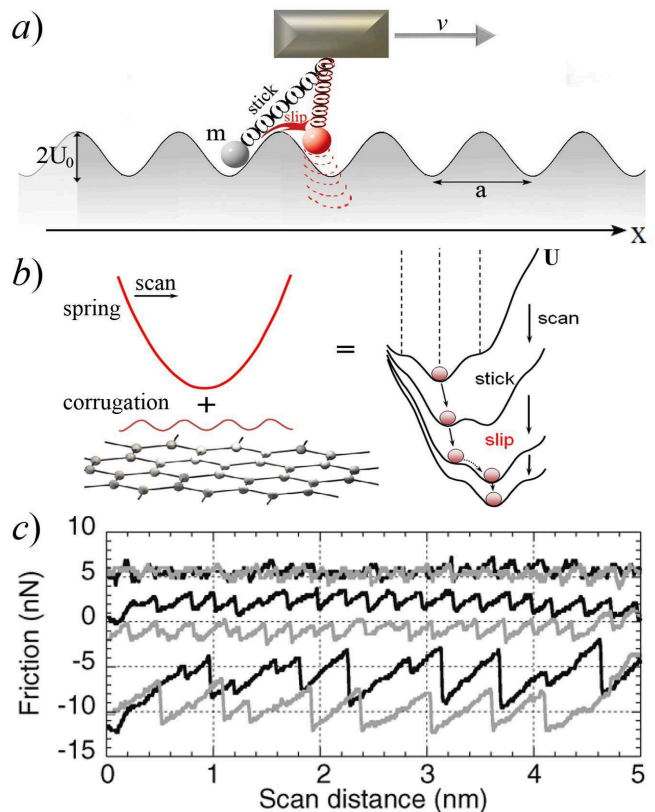 a)
v
stick
slip
m
2U₀
a
X
b)
scan
spring
U
=
scan
stick
corrugation
+
slip
c)
Friction (nN)
10
5
0
-5
-10
-15
0 1 2 3 4 5
Scan distance (nm)